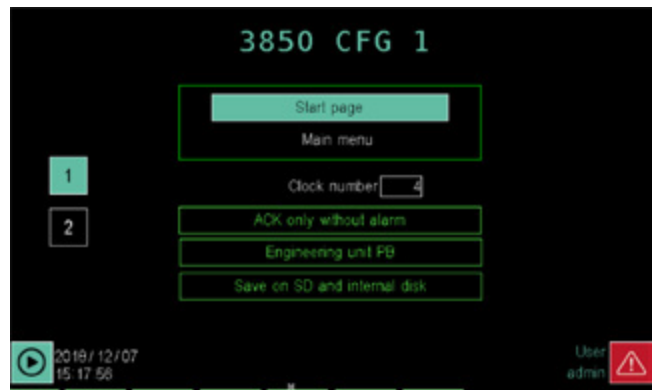 3850 CFG 1
Start page
Main menu
1
Clock number 4
2
ACK only without alarm
Engineering unit PB
Save on SD and internal disk
2018/12/07
15:17:56
User
admin